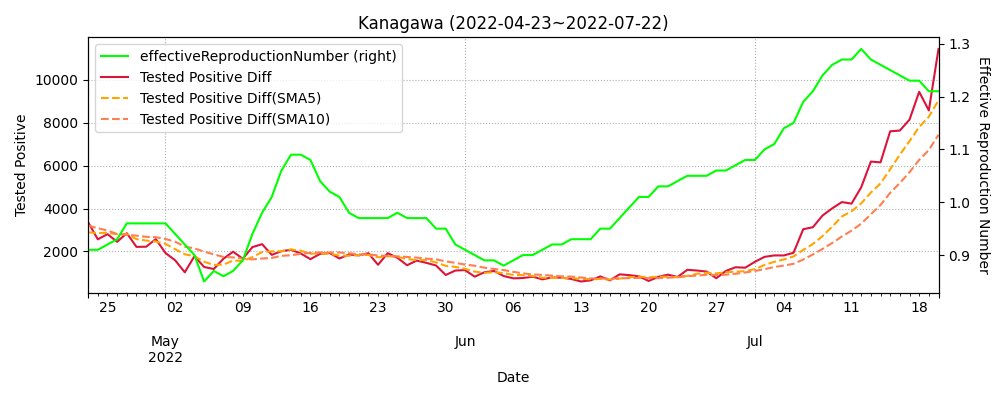 Kanagawa (2022-04-23~2022-07-22)
effectiveReproductionNumber (right)
Tested Positive Diff
Tested Positive Diff(SMA5)
Tested Positive Diff(SMA10)
Tested Positive
10000
8000
6000
4000
2000
1.3
1.2
1.1
1.0
0.9
Effective Reproduction Number
25 02 09 16 23 30 06 13 20 27 04 11 18
May Jun Jul
2022
Date